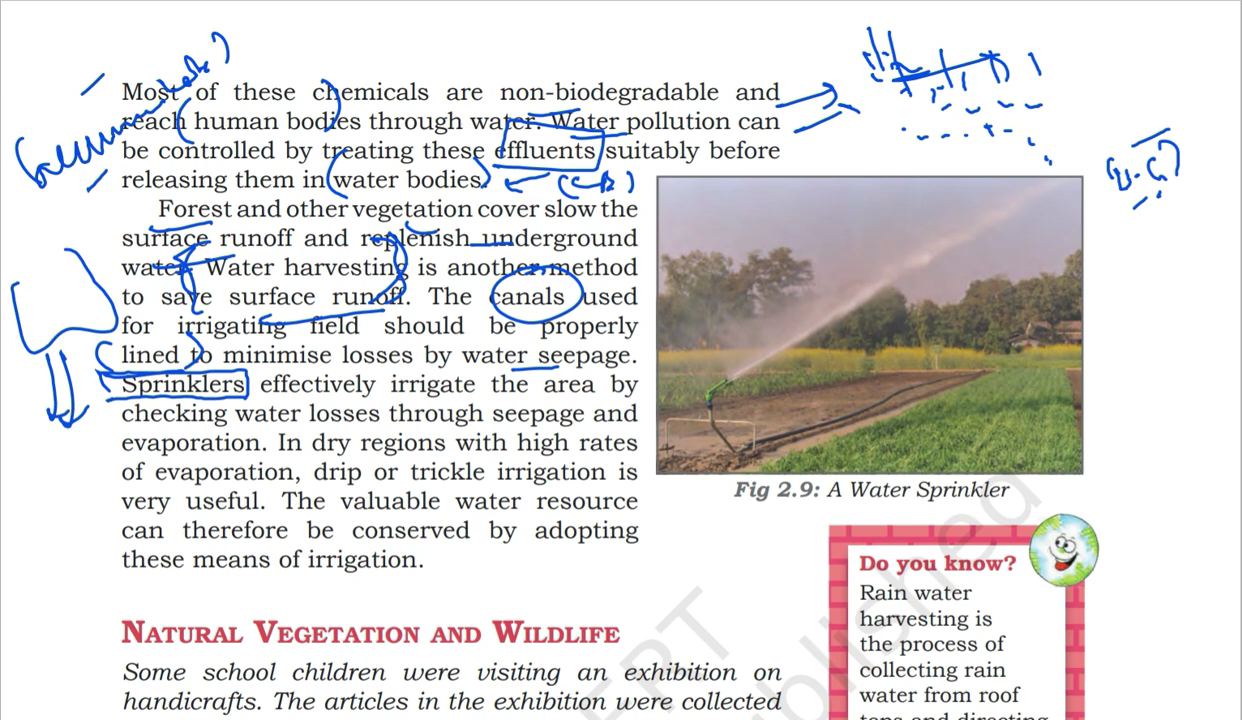 Most of these chemicals are non-biodegradable and
reach human bodies through water. Water pollution can
be controlled by treating these effluents suitably before
releasing them in water bodies.
Forest and other vegetation cover slow the
surface runoff and replenish underground
water. Water harvesting is another method
to save surface runoff. The canals used
for irrigating field should be properly
lined to minimise losses by water seepage.
Sprinklers effectively irrigate the area by
checking water losses through seepage and
evaporation. In dry regions with high rates
of evaporation, drip or trickle irrigation is
very useful. The valuable water resource
can therefore be conserved by adopting
these means of irrigation.
Fig 2.9: A Water Sprinkler
NATURAL VEGETATION AND WILDLIFE
Some school children were visiting an exhibition on
handicrafts. The articles in the exhibition were collected
Do you know?
Rain water
harvesting is
the process of
collecting rain
water from roof
tops and directing